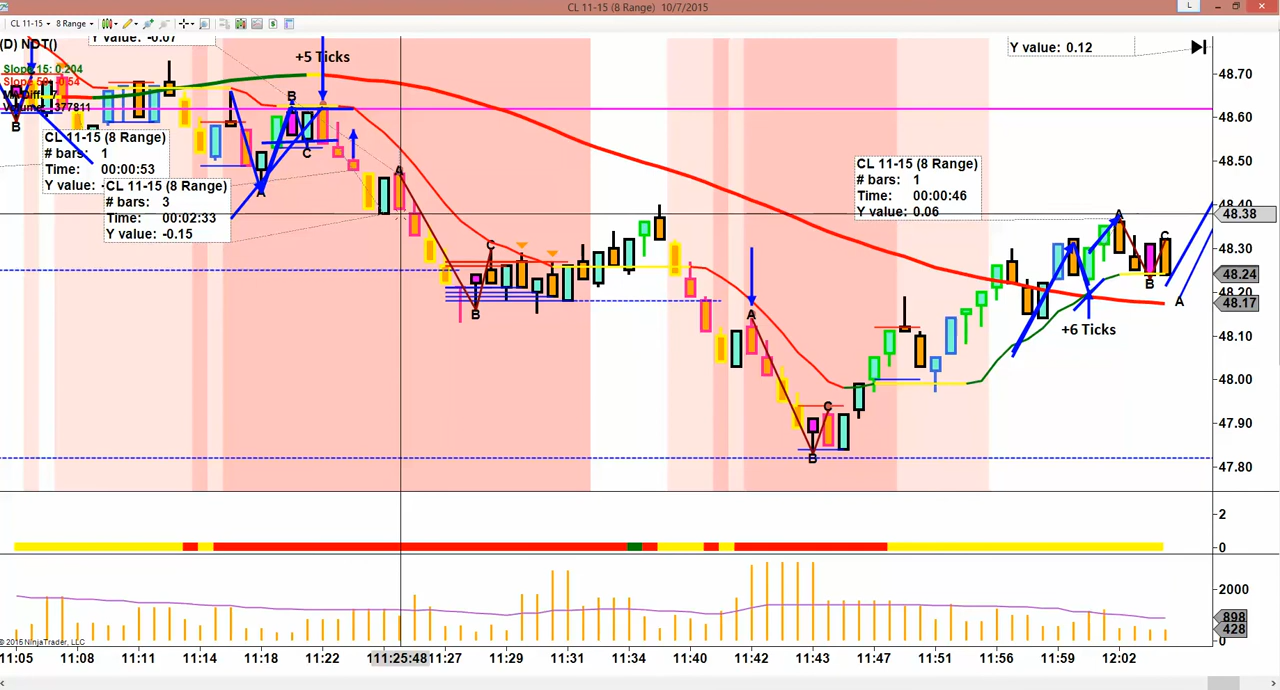 CL 11-15 (8 Range) 10/7/2015
L
CL 11-15
8 Range
(D) NDT()
Slope 15: 0.204
Volume: 377811
Y value: -0.07
+5 Ticks
Y value: 0.12
CL 11-15 (8 Range)
# bars: 1
Time: 00:00:53
Y value:
CL 11-15 (8 Range)
# bars: 3
Time: 00:02:33
Y value: -0.15
CL 11-15 (8 Range)
# bars: 1
Time: 00:00:46
Y value: 0.06
+6 Ticks
B
A
B
C
A
B
C
A
B
C
A
B
C
A
48.70
48.60
48.50
48.40
48.38
48.30
48.24
48.20
48.17
48.10
48.00
47.90
47.80
2
0
2000
898
428
0
© 2015 NinjaTrader, LLC
11:05 11:08 11:11 11:14 11:18 11:22 11:25:48 11:27 11:29 11:31 11:34 11:40 11:42 11:43 11:47 11:51 11:56 11:59 12:02